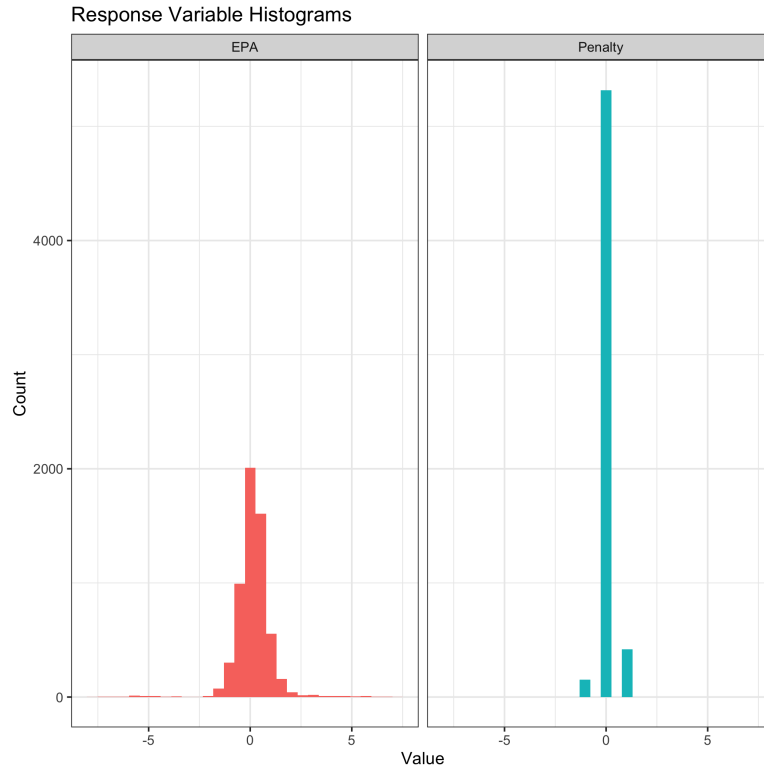 Response Variable Histograms
EPA
Penalty
Count
4000
2000
0
-5
0
5
-5
0
5
Value